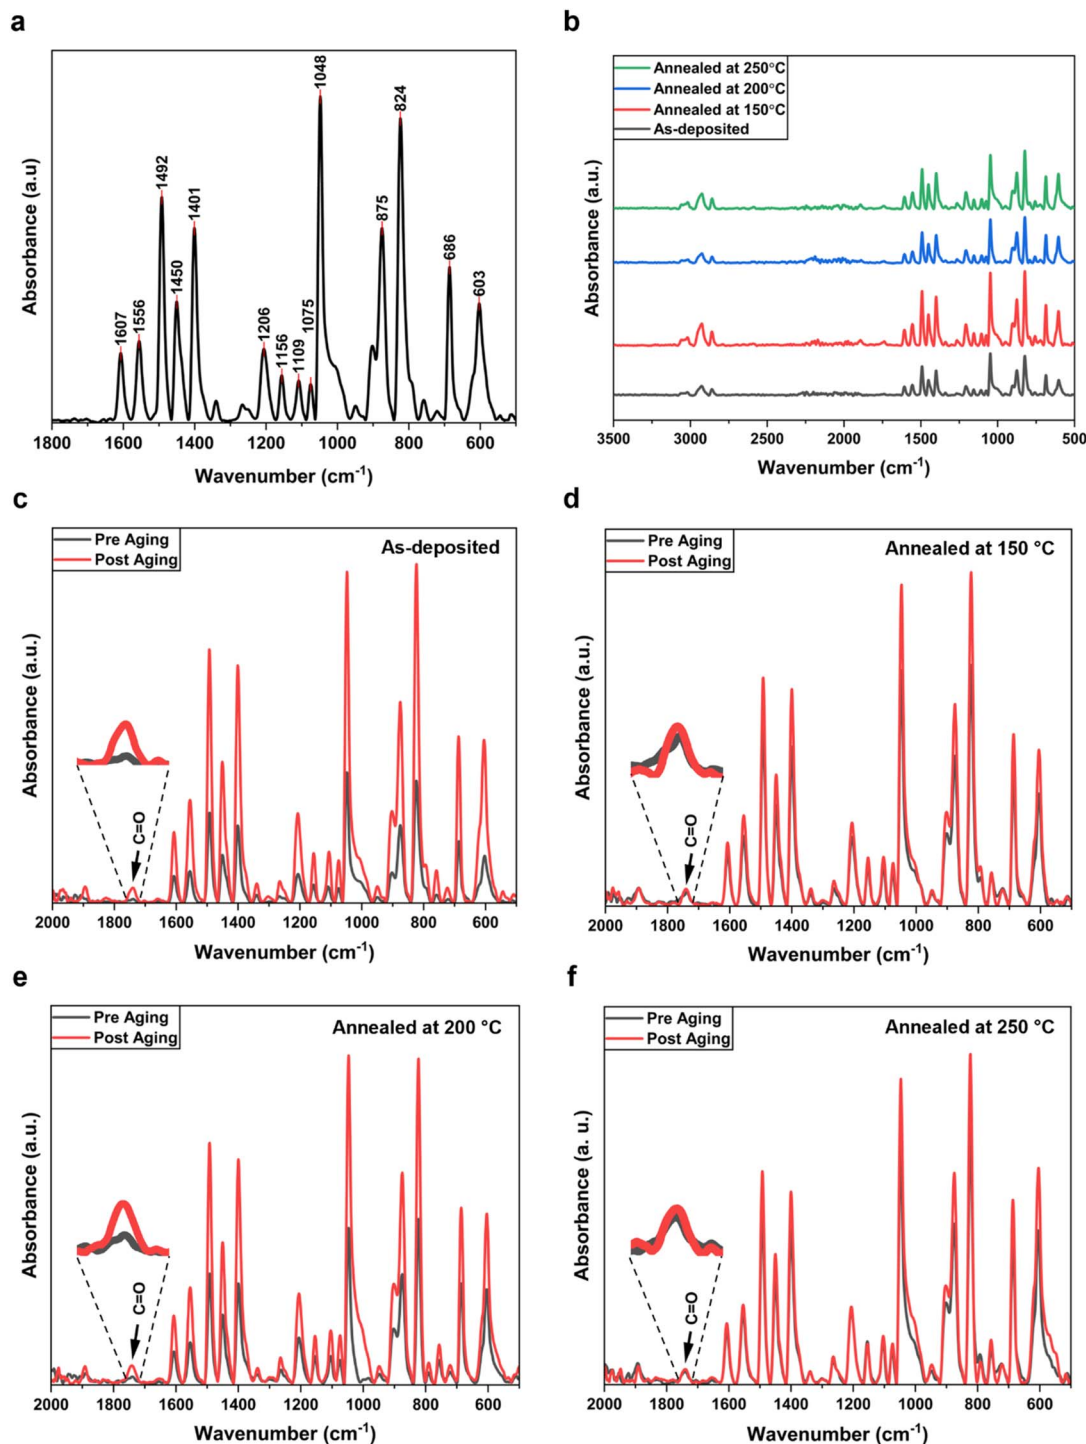 a
1048
824
1492
1401
875
1450
686
603
1607
1556
1206
1156
1109
1075
Absorbance (a.u)
1800
1600
1400
1200
1000
800
600
Wavenumber (cm⁻¹)
b
Annealed at 250°C
Annealed at 200°C
Annealed at 150°C
As-deposited
Absorbance (a.u.)
3500
3000
2500
2000
1500
1000
500
Wavenumber (cm⁻¹)
c
Pre Aging
Post Aging
As-deposited
C=O
Absorbance (a.u.)
2000
1800
1600
1400
1200
1000
800
600
Wavenumber (cm⁻¹)
d
Pre Aging
Post Aging
Annealed at 150 °C
C=O
Absorbance (a.u.)
2000
1800
1600
1400
1200
1000
800
600
Wavenumber (cm⁻¹)
e
Pre Aging
Post Aging
Annealed at 200 °C
C=O
Absorbance (a.u.)
2000
1800
1600
1400
1200
1000
800
600
Wavenumber (cm⁻¹)
f
Pre Aging
Post Aging
Annealed at 250 °C
C=O
Absorbance (a. u.)
2000
1800
1600
1400
1200
1000
800
600
Wavenumber (cm⁻¹)